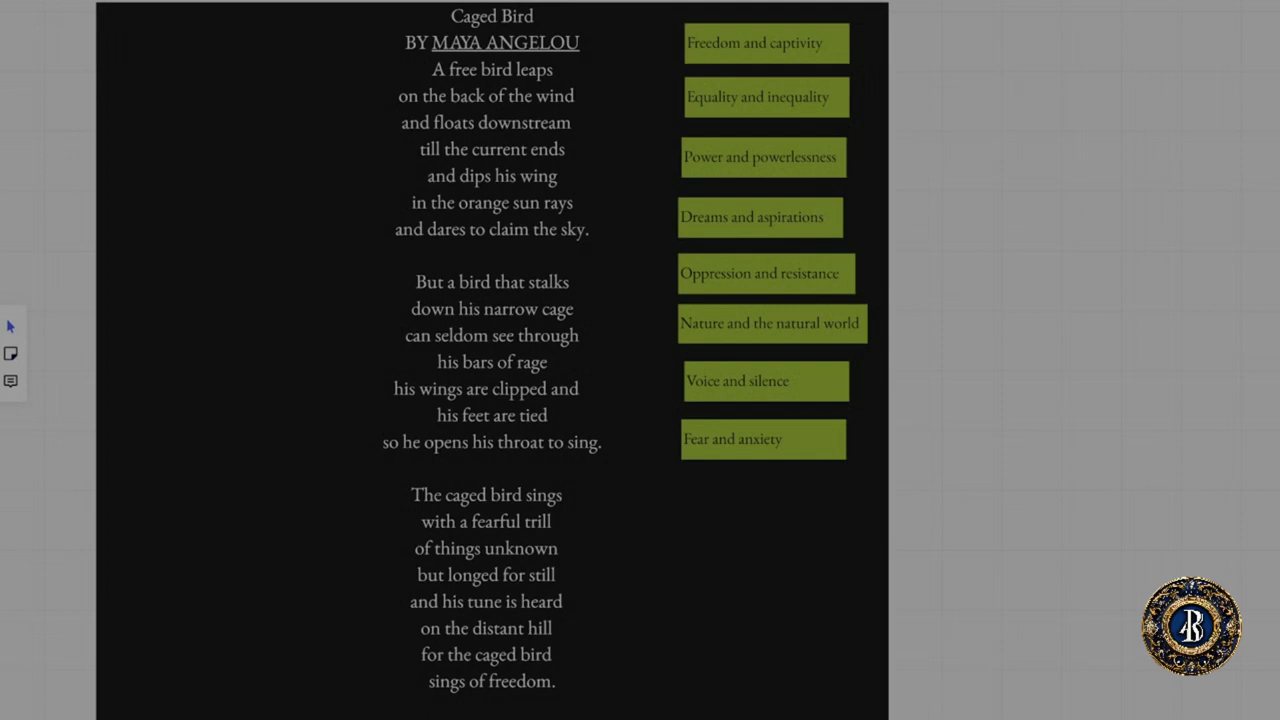 Caged Bird
BY MAYA ANGELOU
A free bird leaps
on the back of the wind
and floats downstream
till the current ends
and dips his wing
in the orange sun rays
and dares to claim the sky.
But a bird that stalks
down his narrow cage
can seldom see through
his bars of rage
his wings are clipped and
his feet are tied
so he opens his throat to sing.
The caged bird sings
with a fearful trill
of things unknown
but longed for still
and his tune is heard
on the distant hill
for the caged bird
sings of freedom.
Freedom and captivity
Equality and inequality
Power and powerlessness
Dreams and aspirations
Oppression and resistance
Nature and the natural world
Voice and silence
Fear and anxiety